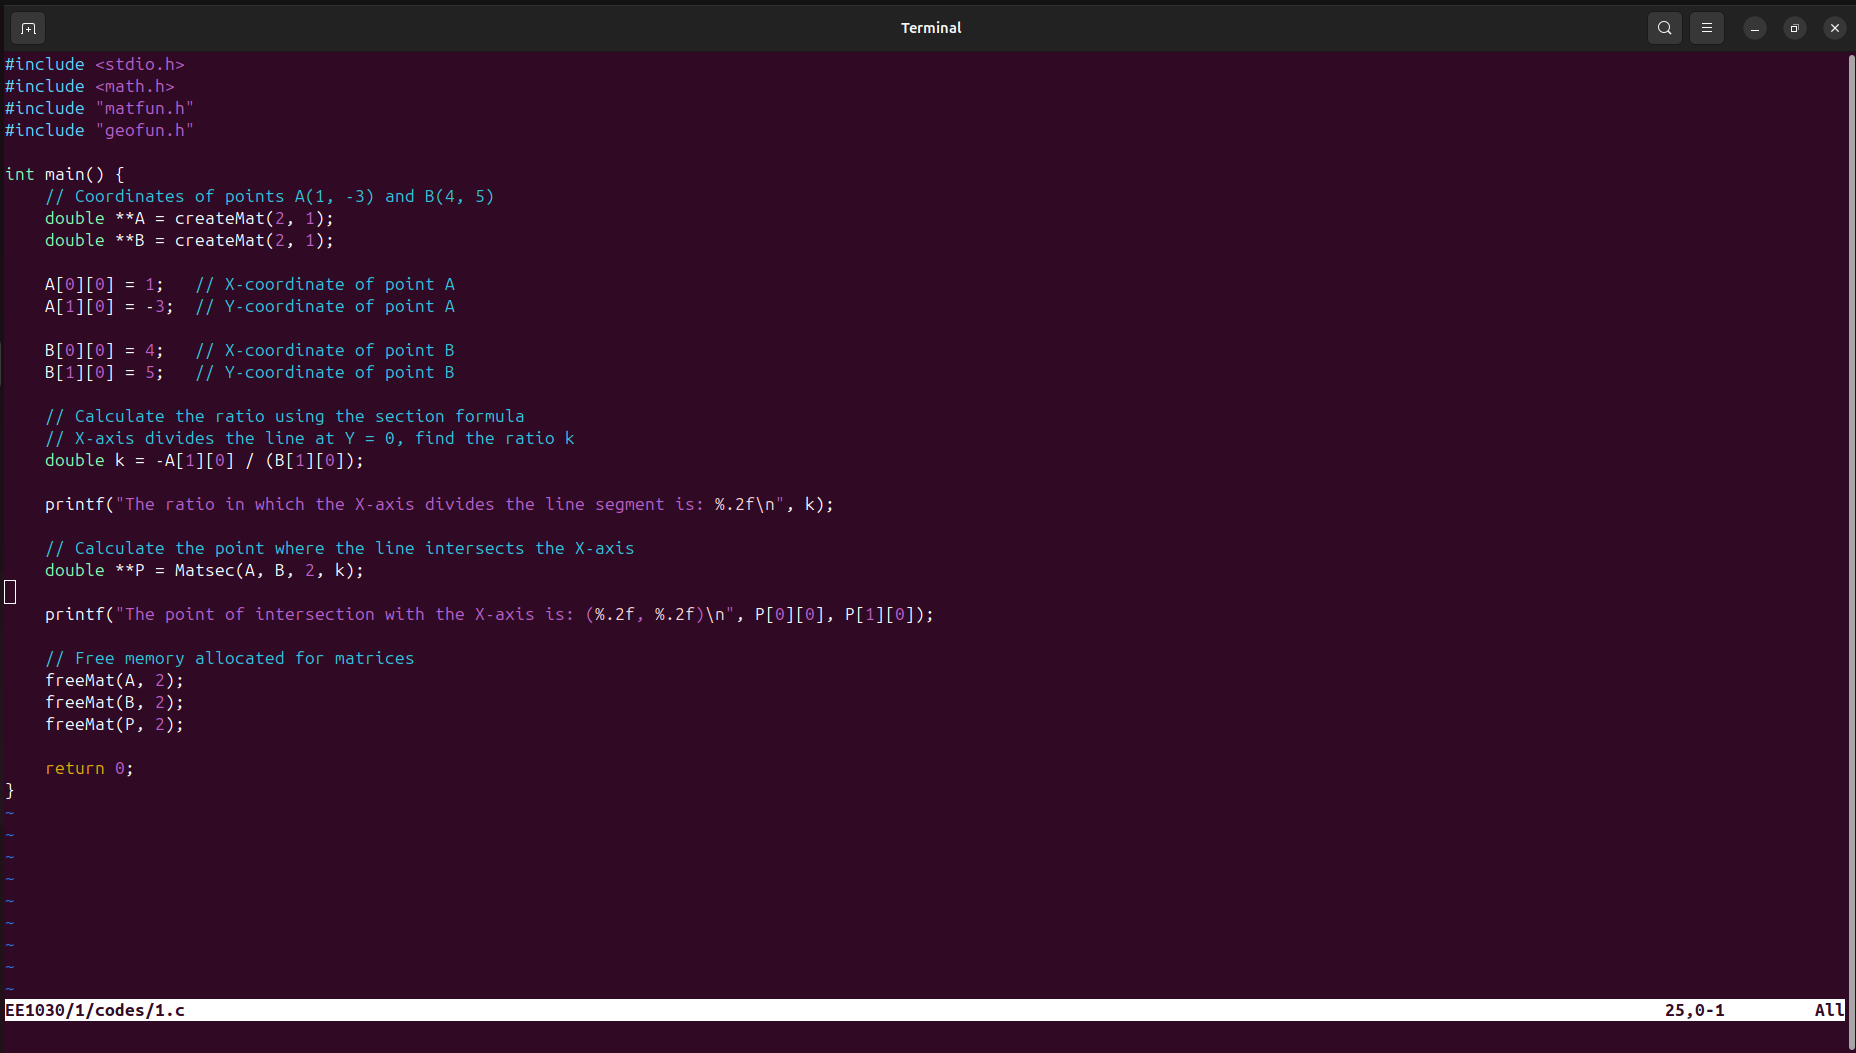 Terminal
#include <stdio.h>
#include <math.h>
#include "matfun.h"
#include "geofun.h"
int main() {
    // Coordinates of points A(1, -3) and B(4, 5)
    double **A = createMat(2, 1);
    double **B = createMat(2, 1);
    A[0][0] = 1;   // X-coordinate of point A
    A[1][0] = -3;  // Y-coordinate of point A
    B[0][0] = 4;   // X-coordinate of point B
    B[1][0] = 5;   // Y-coordinate of point B
    // Calculate the ratio using the section formula
    // X-axis divides the line at Y = 0, find the ratio k
    double k = -A[1][0] / (B[1][0]);
    printf("The ratio in which the X-axis divides the line segment is: %.2f\n", k);
    // Calculate the point where the line intersects the X-axis
    double **P = Matsec(A, B, 2, k);
    printf("The point of intersection with the X-axis is: (%.2f, %.2f)\n", P[0][0], P[1][0]);
    // Free memory allocated for matrices
    freeMat(A, 2);
    freeMat(B, 2);
    freeMat(P, 2);
    return 0;
}
~
~
~
~
~
~
~
~
~
EE1030/1/codes/1.c 25,0-1 All